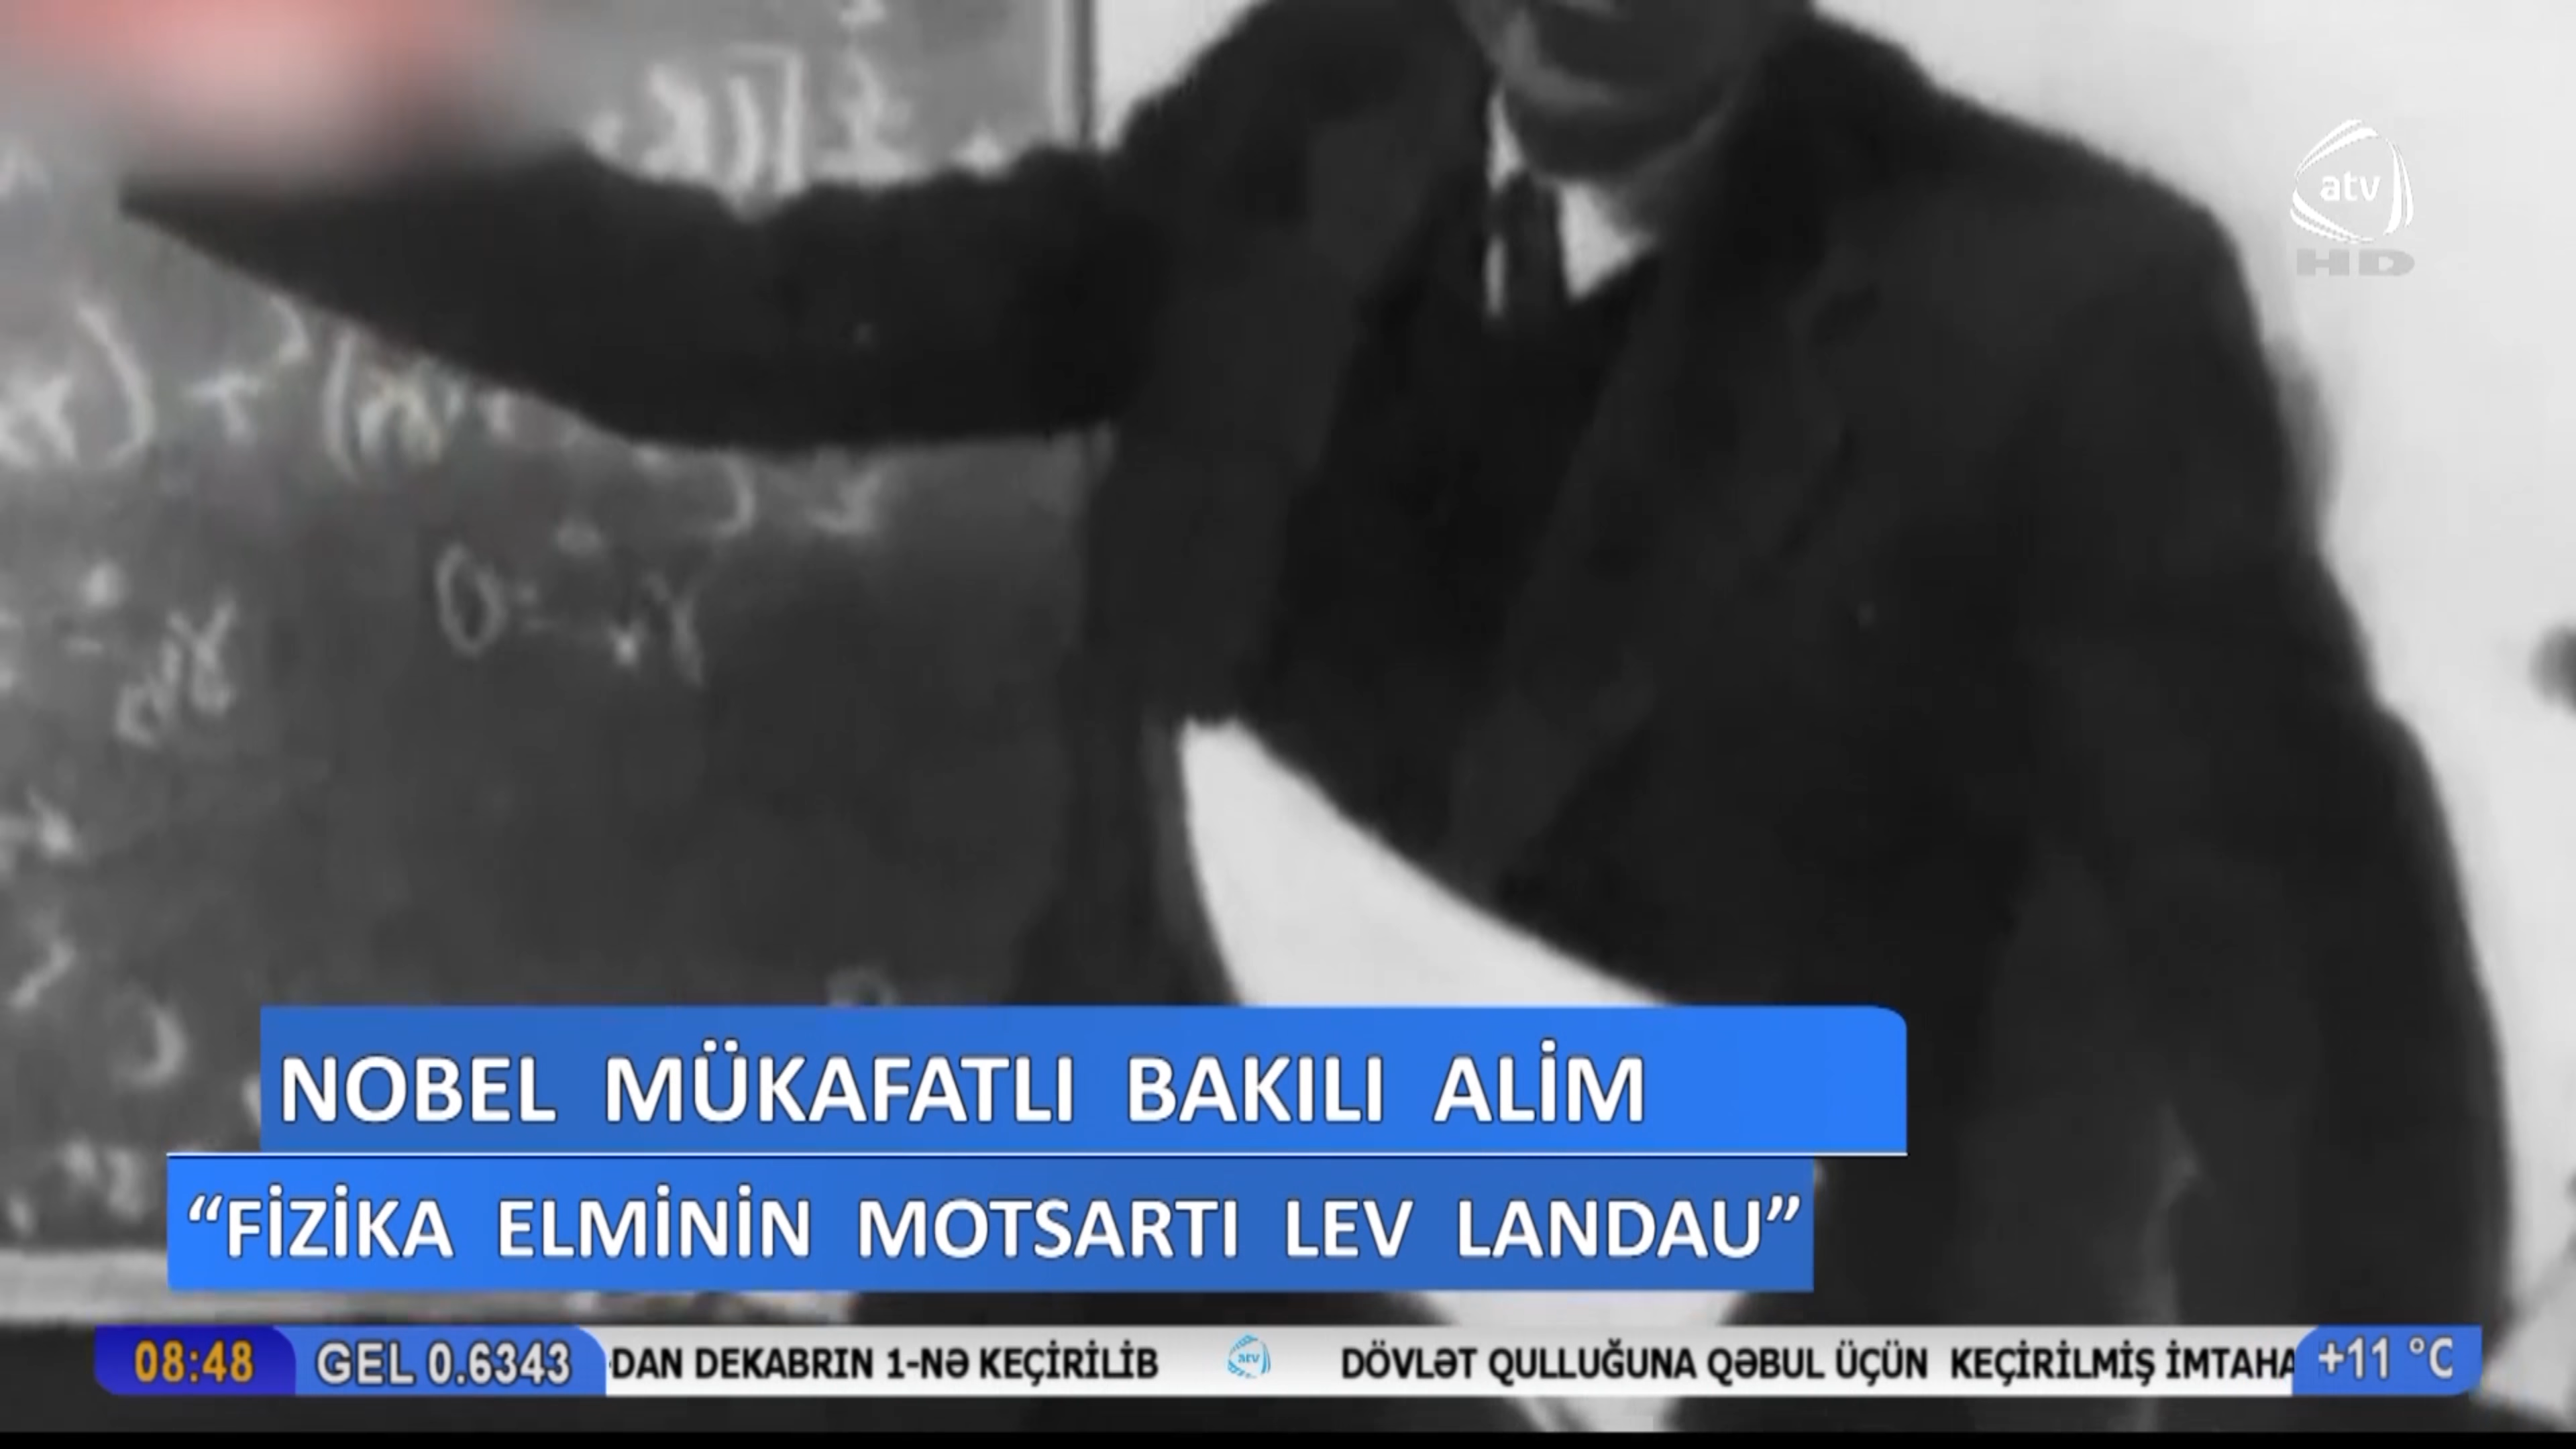 atv
HD
NOBEL MÜKAFATLI BAKILI ALİM
“FİZİKA ELMİNİN MOTSARTI LEV LANDAU”
08:48 GEL 0.6343 DAN DEKABRIN 1-NƏ KEÇİRİLİB atv DÖVLƏT QULLUĞUNA QƏBUL ÜÇÜN KEÇİRİLMİŞ İMTAHA +11 °C